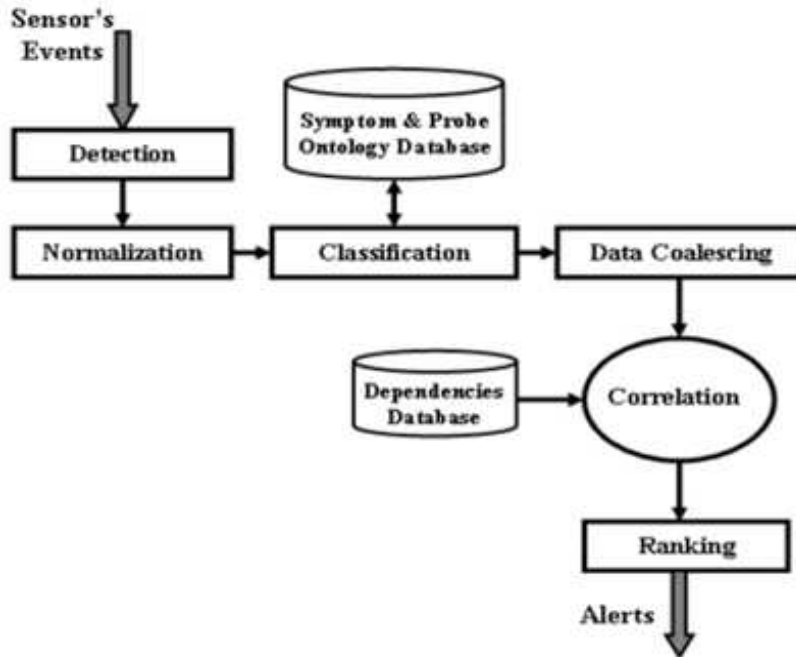 Sensor's
Events
Detection
Symptom & Probe
Ontology Database
Normalization
Classification
Data Coalescing
Dependencies
Database
Correlation
Ranking
Alerts